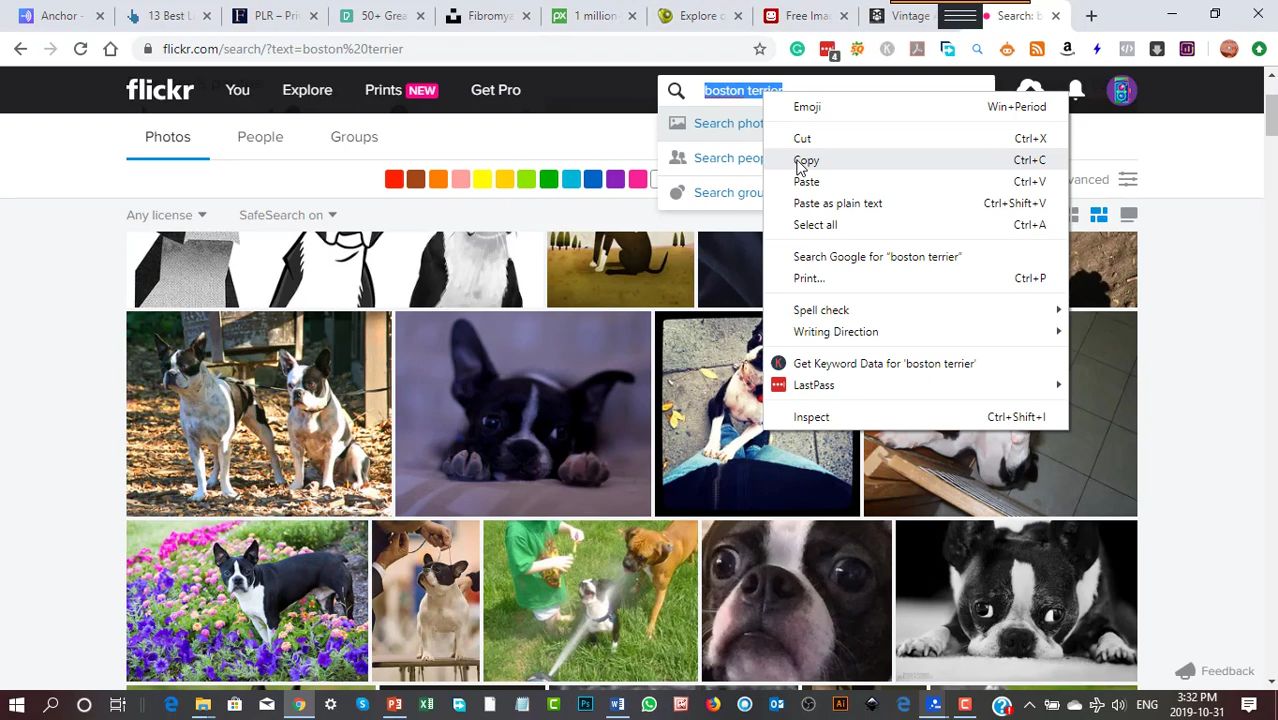 Anchor -
13 Best
FLP
50+ Grea
Fibromy
1 million
Explore c
Free Imac
Vintage
Search: b
flickr.com/search/?text=boston%20terrier
4
flickr
You
Explore
Prints NEW
Get Pro
boston terrier
Photos
People
Groups
Search phot
Search peop
Search grou
Any license
SafeSearch on
Emoji Win+Period
Cut Ctrl+X
Copy Ctrl+C
Paste Ctrl+V
Paste as plain text Ctrl+Shift+V
Select all Ctrl+A
Search Google for "boston terrier"
Print... Ctrl+P
Spell check
Writing Direction
Get Keyword Data for 'boston terrier'
LastPass
Inspect Ctrl+Shift+I
dvanced
Feedback
ENG
3:32 PM
2019-10-31